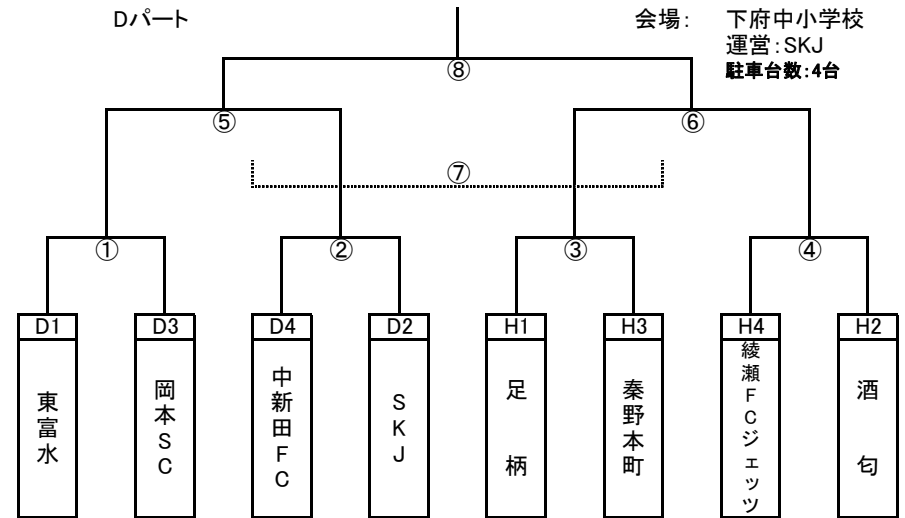 Dパート
会場: 下府中小学校
運営:SKJ
駐車台数:4台
⑧
⑤ ⑥
⑦
① ② ③ ④
D1 D3 D4 D2 H1 H3 H4 H2
東富水
岡本SC
中新田FC
SKJ
足柄
秦野本町
綾瀬FCジェッツ
酒匂